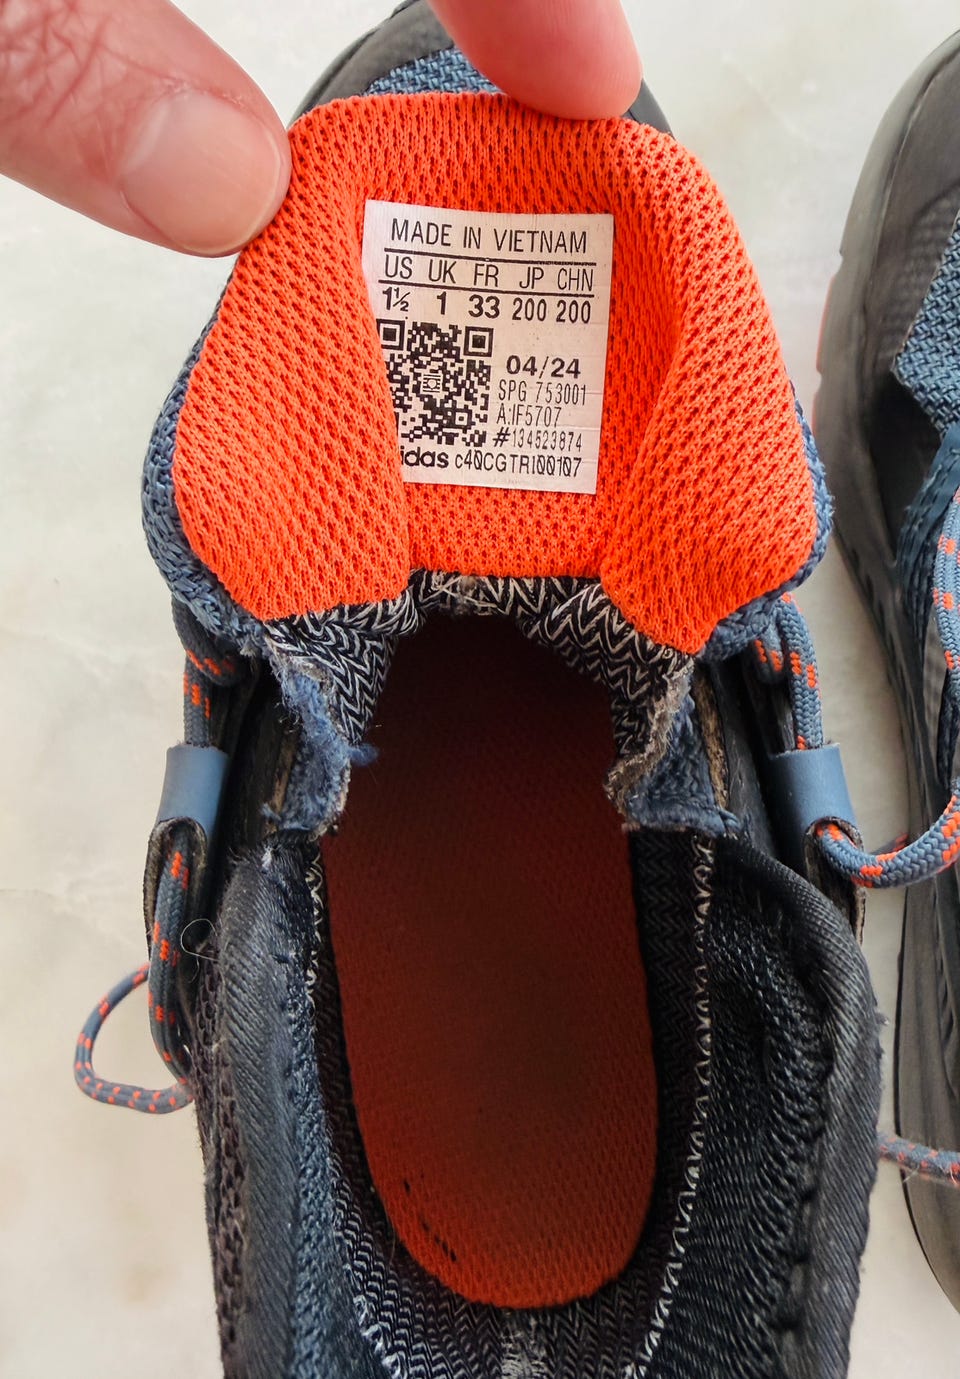 MADE IN VIETNAM
US UK FR JP CHN
1½ 1 33 200 200
04/24
SPG 753001
A:IF5707
#134523874
idas c40CGTRI00107